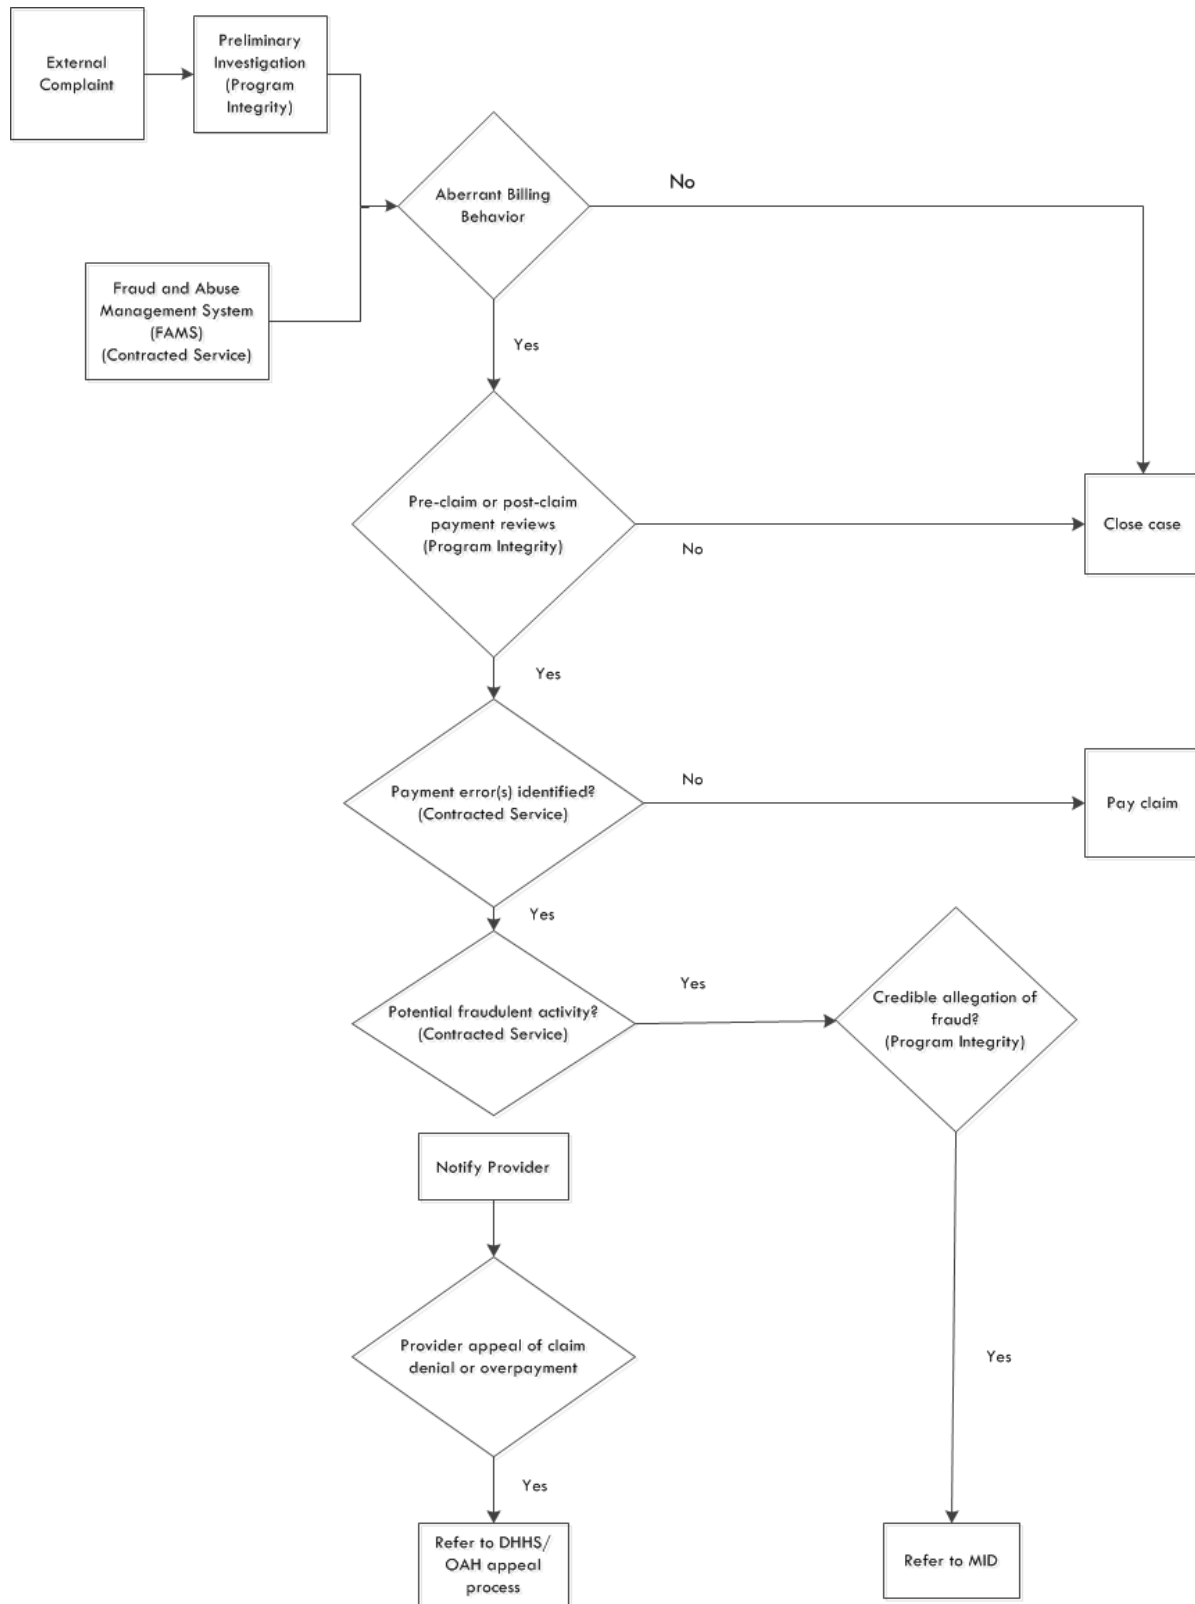 External
Complaint
Preliminary
Investigation
(Program
Integrity)
Aberrant Billing
Behavior
No
Fraud and Abuse
Management System
(FAMS)
(Contracted Service)
Yes
Pre-claim or post-claim
payment reviews
(Program Integrity)
No
Close case
Yes
Payment error(s) identified?
(Contracted Service)
No
Pay claim
Yes
Potential fraudulent activity?
(Contracted Service)
Yes
Credible allegation of
fraud?
(Program Integrity)
Notify Provider
Provider appeal of claim
denial or overpayment
Yes
Yes
Refer to DHHS/
OAH appeal
process
Refer to MID